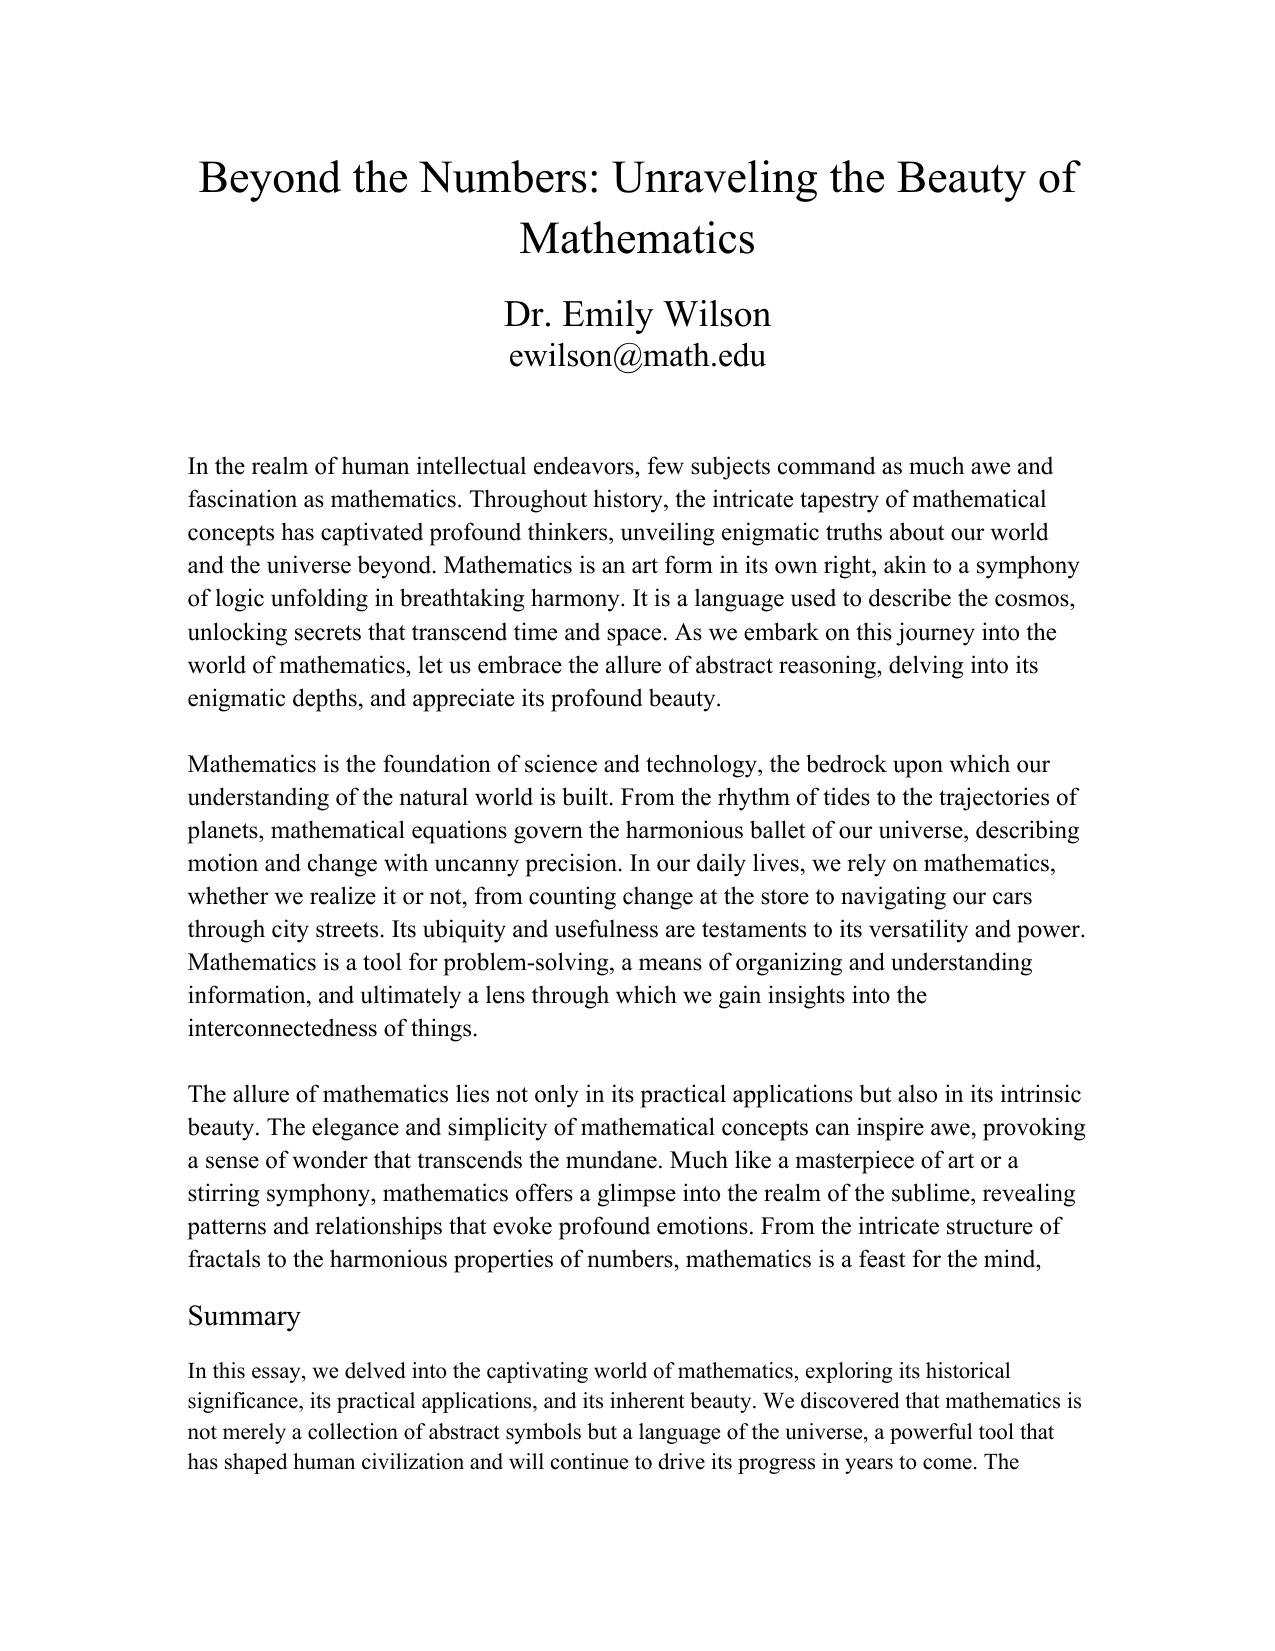 Beyond the Numbers: Unraveling the Beauty of
Mathematics
Dr. Emily Wilson
ewilson@math.edu
In the realm of human intellectual endeavors, few subjects command as much awe and
fascination as mathematics. Throughout history, the intricate tapestry of mathematical
concepts has captivated profound thinkers, unveiling enigmatic truths about our world
and the universe beyond. Mathematics is an art form in its own right, akin to a symphony
of logic unfolding in breathtaking harmony. It is a language used to describe the cosmos,
unlocking secrets that transcend time and space. As we embark on this journey into the
world of mathematics, let us embrace the allure of abstract reasoning, delving into its
enigmatic depths, and appreciate its profound beauty.
Mathematics is the foundation of science and technology, the bedrock upon which our
understanding of the natural world is built. From the rhythm of tides to the trajectories of
planets, mathematical equations govern the harmonious ballet of our universe, describing
motion and change with uncanny precision. In our daily lives, we rely on mathematics,
whether we realize it or not, from counting change at the store to navigating our cars
through city streets. Its ubiquity and usefulness are testaments to its versatility and power.
Mathematics is a tool for problem-solving, a means of organizing and understanding
information, and ultimately a lens through which we gain insights into the
interconnectedness of things.
The allure of mathematics lies not only in its practical applications but also in its intrinsic
beauty. The elegance and simplicity of mathematical concepts can inspire awe, provoking
a sense of wonder that transcends the mundane. Much like a masterpiece of art or a
stirring symphony, mathematics offers a glimpse into the realm of the sublime, revealing
patterns and relationships that evoke profound emotions. From the intricate structure of
fractals to the harmonious properties of numbers, mathematics is a feast for the mind,
Summary
In this essay, we delved into the captivating world of mathematics, exploring its historical
significance, its practical applications, and its inherent beauty. We discovered that mathematics is
not merely a collection of abstract symbols but a language of the universe, a powerful tool that
has shaped human civilization and will continue to drive its progress in years to come. The